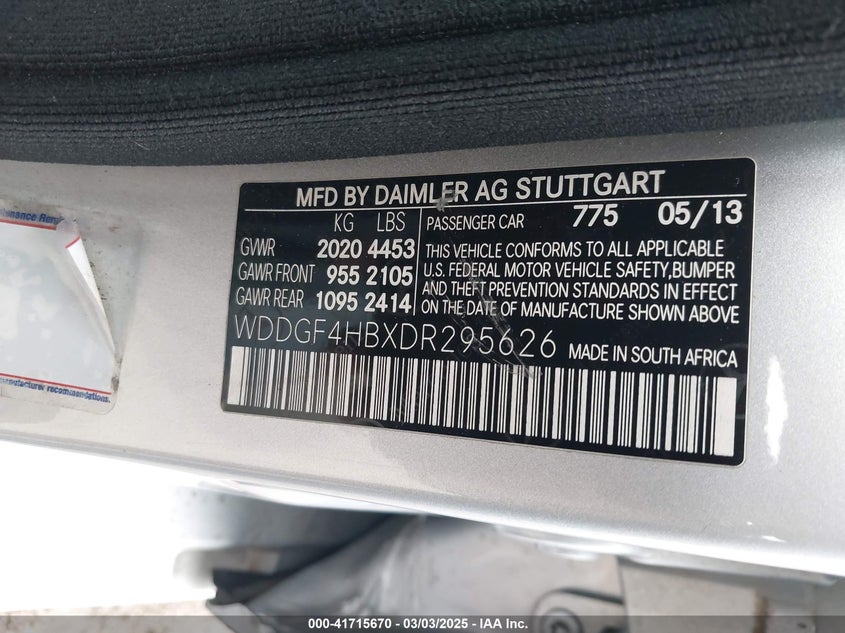 MFD BY DAIMLER AG STUTTGART
KG LBS PASSENGER CAR 775 05/13
GVWR 2020 4453
GAWR FRONT 955 2105
GAWR REAR 1095 2414
THIS VEHICLE CONFORMS TO ALL APPLICABLE
U.S. FEDERAL MOTOR VEHICLE SAFETY,BUMPER
AND THEFT PREVENTION STANDARDS IN EFFECT
ON THE DATE OF MANUFACTURE SHOWN ABOVE
WDDGF4HBXDR295626 MADE IN SOUTH AFRICA
recommendations.
000-41715670 — 03/03/2025 — IAA Inc.